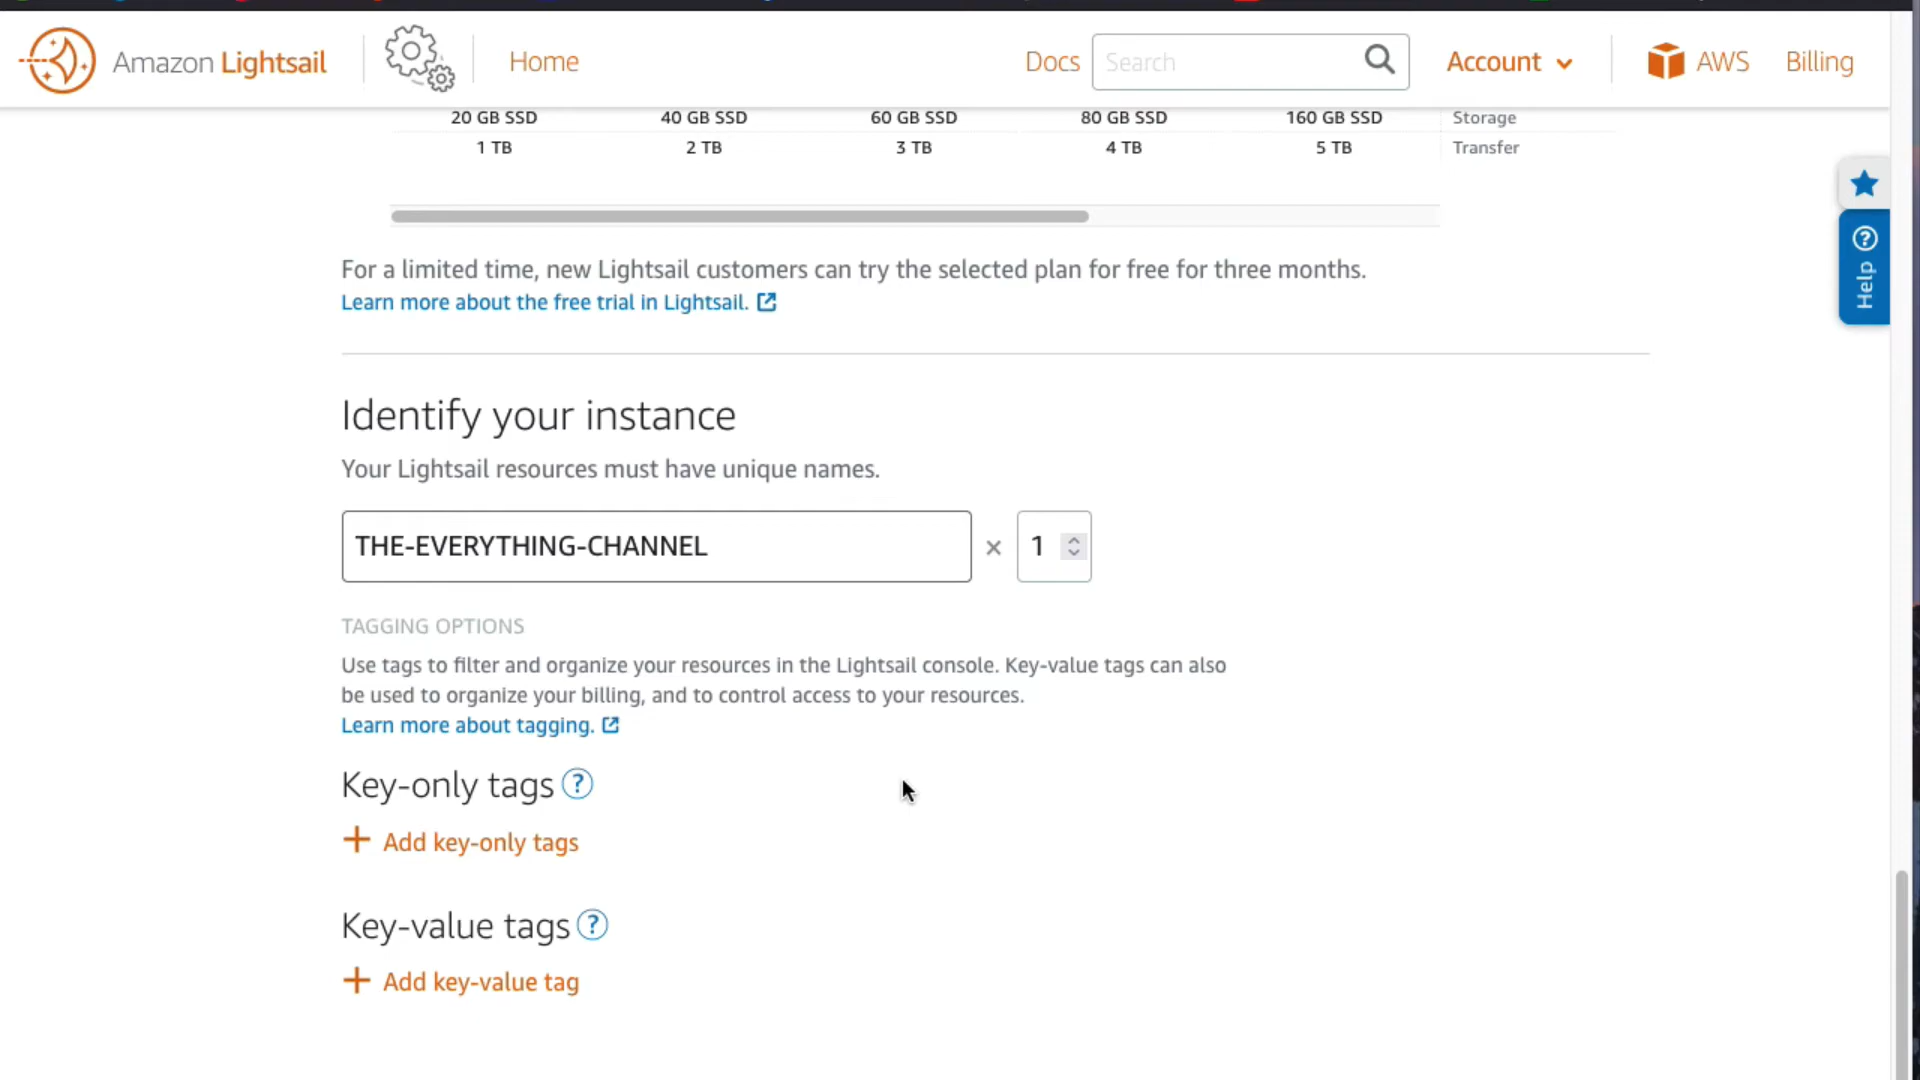 Amazon Lightsail Home Docs Search Account AWS Billing
20 GB SSD 40 GB SSD 60 GB SSD 80 GB SSD 160 GB SSD Storage
1 TB 2 TB 3 TB 4 TB 5 TB Transfer
Help
For a limited time, new Lightsail customers can try the selected plan for free for three months.
Learn more about the free trial in Lightsail.
Identify your instance
Your Lightsail resources must have unique names.
THE-EVERYTHING-CHANNEL × 1
TAGGING OPTIONS
Use tags to filter and organize your resources in the Lightsail console. Key-value tags can also
be used to organize your billing, and to control access to your resources.
Learn more about tagging.
Key-only tags ?
+ Add key-only tags
Key-value tags ?
+ Add key-value tag